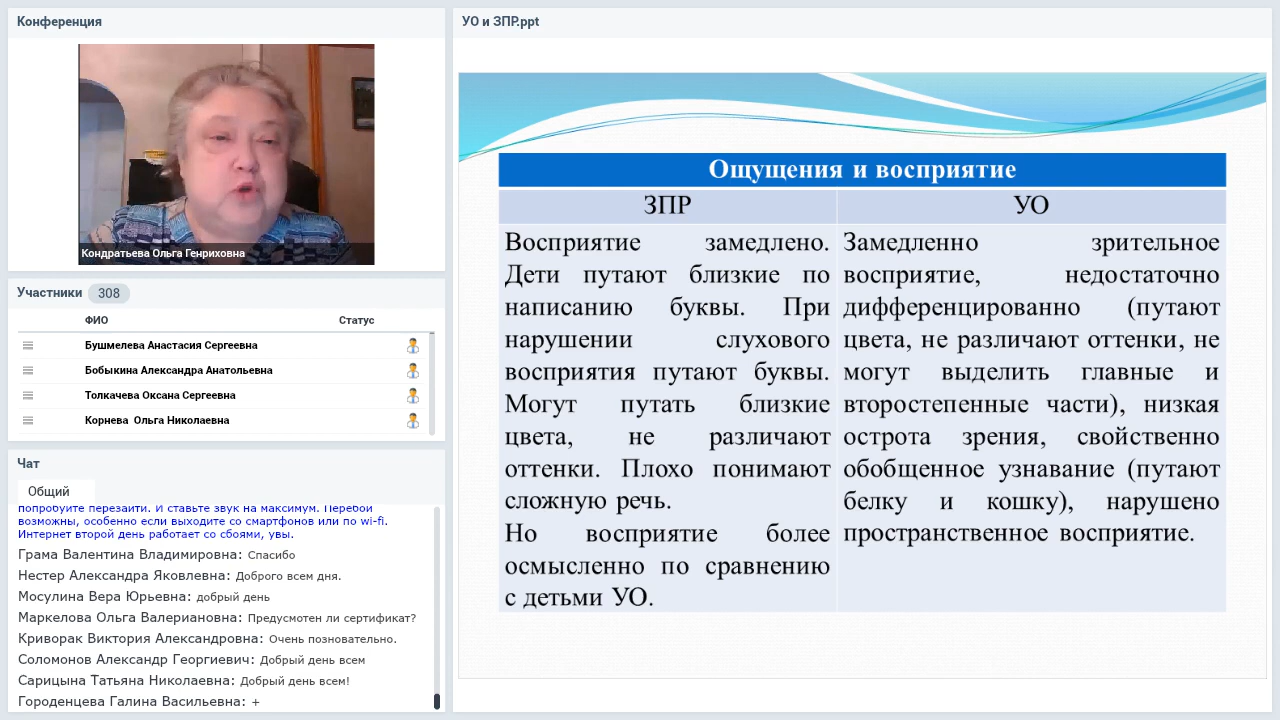 Конференция
Кондратьева Ольга Генриховна
Участники 308
ФИО Статус
Бушмелева Анастасия Сергеевна
Бобыкина Александра Анатольевна
Толкачева Оксана Сергеевна
Корнева Ольга Николаевна
Чат
Общий
попробуйте перезайти. И ставьте звук на максимум. Перебои
возможны, особенно если выходите со смартфонов или по wi-fi.
Интернет второй день работает со сбоями, увы.
Грама Валентина Владимировна: Спасибо
Нестер Александра Яковлевна: Доброго всем дня.
Мосулина Вера Юрьевна: добрый день
Маркелова Ольга Валериановна: Предусмотен ли сертификат?
Криворак Виктория Александровна: Очень позновательно.
Соломонов Александр Георгиевич: Добрый день всем
Сарицына Татьяна Николаевна: Добрый день всем!
Городенцева Галина Васильевна: +
УО и ЗПР.ppt
Ощущения и восприятие
ЗПР
Восприятие замедлено.
Дети путают близкие по
написанию буквы. При
нарушении слухового
восприятия путают буквы.
Могут путать близкие
цвета, не различают
оттенки. Плохо понимают
сложную речь.
Но восприятие более
осмысленно по сравнению
с детьми УО.
УО
Замедленно зрительное
восприятие, недостаточно
дифференцированно (путают
цвета, не различают оттенки, не
могут выделить главные и
второстепенные части), низкая
острота зрения, свойственно
обобщенное узнавание (путают
белку и кошку), нарушено
пространственное восприятие.